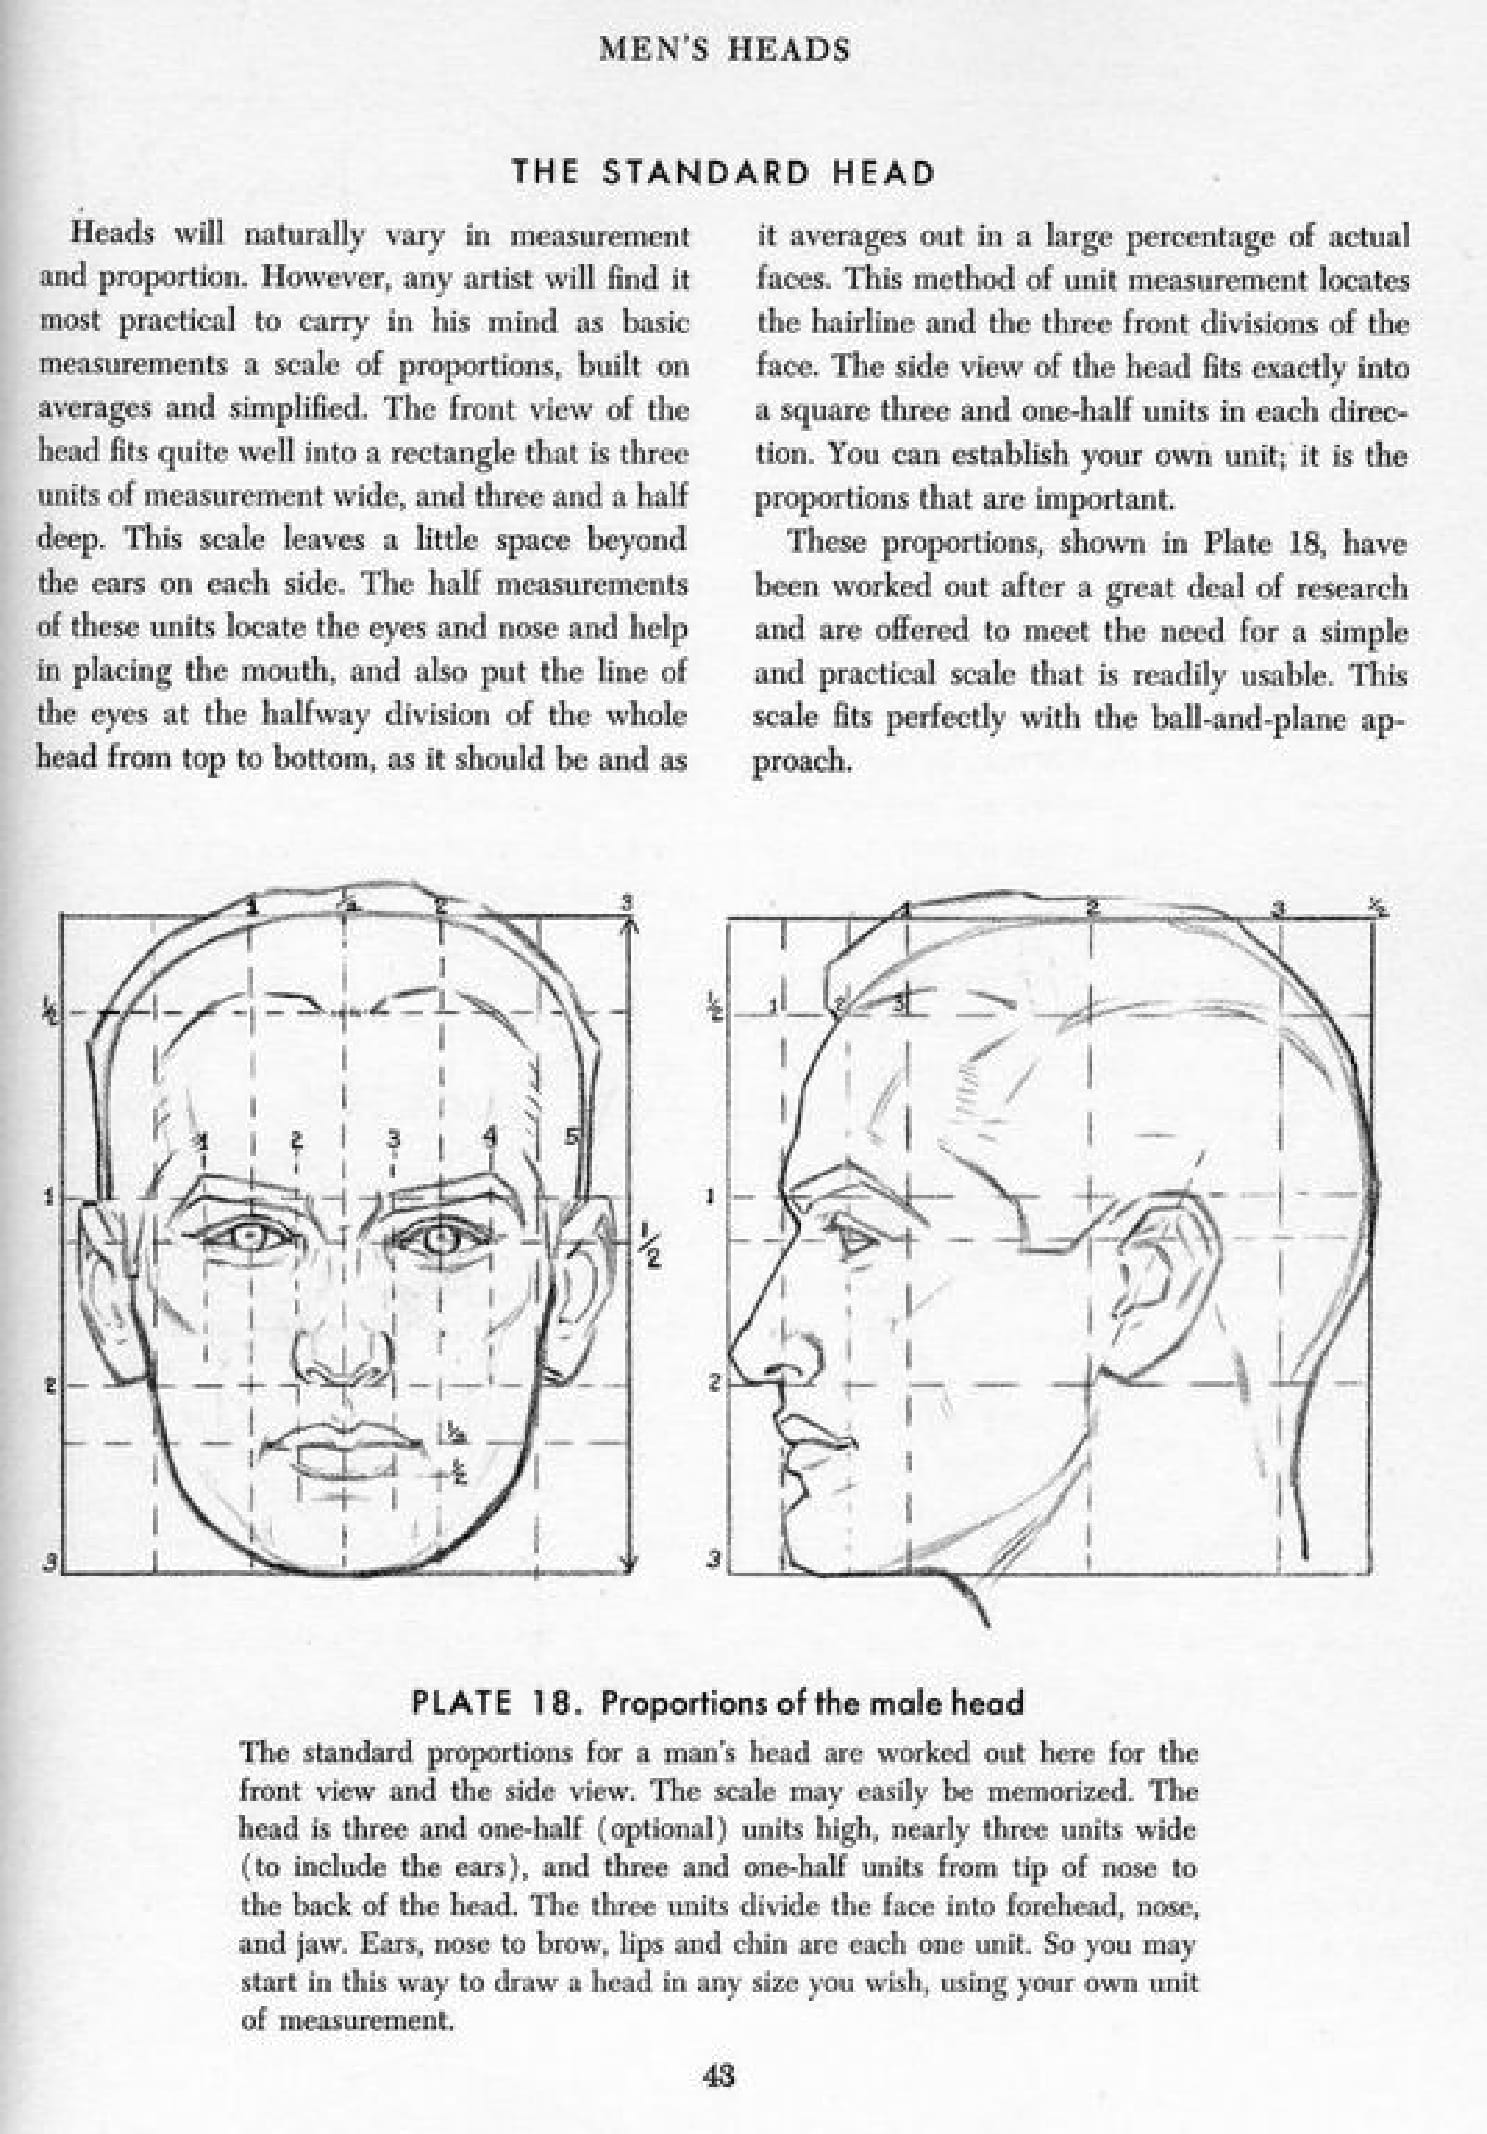 MEN'S HEADS
THE STANDARD HEAD
Heads will naturally vary in measurement
and proportion. However, any artist will find it
most practical to carry in his mind as basic
measurements a scale of proportions, built on
averages and simplified. The front view of the
head fits quite well into a rectangle that is three
units of measurement wide, and three and a half
deep. This scale leaves a little space beyond
the ears on each side. The half measurements
of these units locate the eyes and nose and help
in placing the mouth, and also put the line of
the eyes at the halfway division of the whole
head from top to bottom, as it should be and as
it averages out in a large percentage of actual
faces. This method of unit measurement locates
the hairline and the three front divisions of the
face. The side view of the head fits exactly into
a square three and one-half units in each direc-
tion. You can establish your own unit; it is the
proportions that are important.
These proportions, shown in Plate 18, have
been worked out after a great deal of research
and are offered to meet the need for a simple
and practical scale that is readily usable. This
scale fits perfectly with the ball-and-plane ap-
proach.
1 ½ 2 3
½
1 2 3 4 5
1
½
2
⅓
½
3
1 2 3 ½
½ 1 2 3
1
2
3
PLATE 18. Proportions of the male head
The standard proportions for a man's head are worked out here for the
front view and the side view. The scale may easily be memorized. The
head is three and one-half (optional) units high, nearly three units wide
(to include the ears), and three and one-half units from tip of nose to
the back of the head. The three units divide the face into forehead, nose,
and jaw. Ears, nose to brow, lips and chin are each one unit. So you may
start in this way to draw a head in any size you wish, using your own unit
of measurement.
43